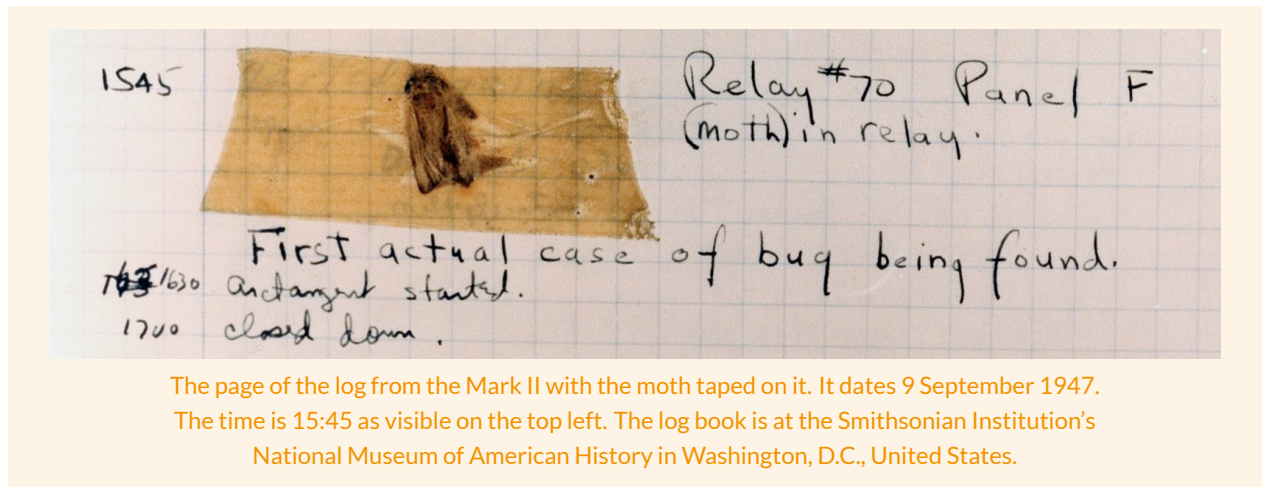 1545
Relay #70 Panel F
(moth) in relay.
First actual case of bug being found.
1630 arctangent started.
1700 closed down.
The page of the log from the Mark II with the moth taped on it. It dates 9 September 1947.
The time is 15:45 as visible on the top left. The log book is at the Smithsonian Institution’s
National Museum of American History in Washington, D.C., United States.